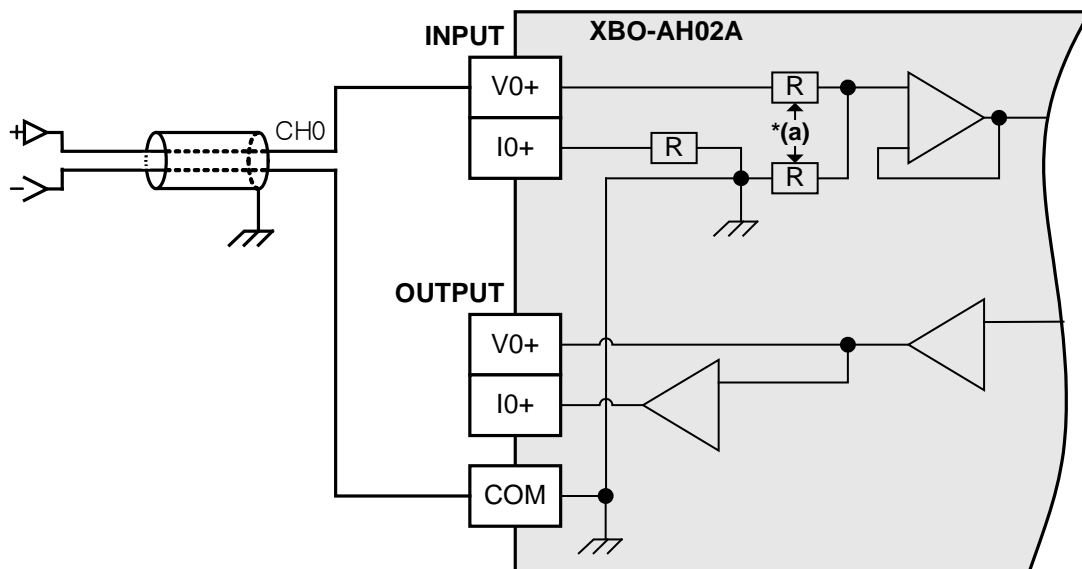 INPUT
XBO-AH02A
V0+
R
CH0
*(a)
I0+
R
R
OUTPUT
V0+
I0+
COM